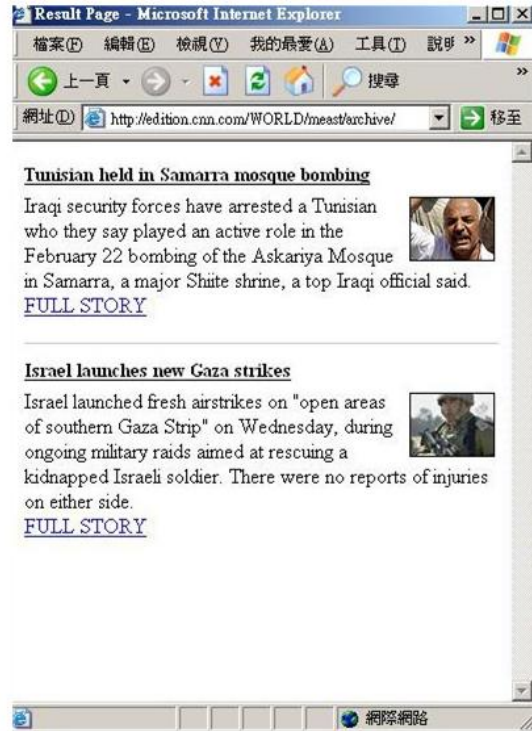 Result Page - Microsoft Internet Explorer
檔案(F) 編輯(E) 檢視(V) 我的最愛(A) 工具(T) 說明 »
上一頁 搜尋 »
網址(D) http://edition.cnn.com/WORLD/meast/archive/ 移至
Tunisian held in Samarra mosque bombing
Iraqi security forces have arrested a Tunisian
who they say played an active role in the
February 22 bombing of the Askariya Mosque
in Samarra, a major Shiite shrine, a top Iraqi official said.
FULL STORY
Israel launches new Gaza strikes
Israel launched fresh airstrikes on "open areas
of southern Gaza Strip" on Wednesday, during
ongoing military raids aimed at rescuing a
kidnapped Israeli soldier. There were no reports of injuries
on either side.
FULL STORY
網際網路